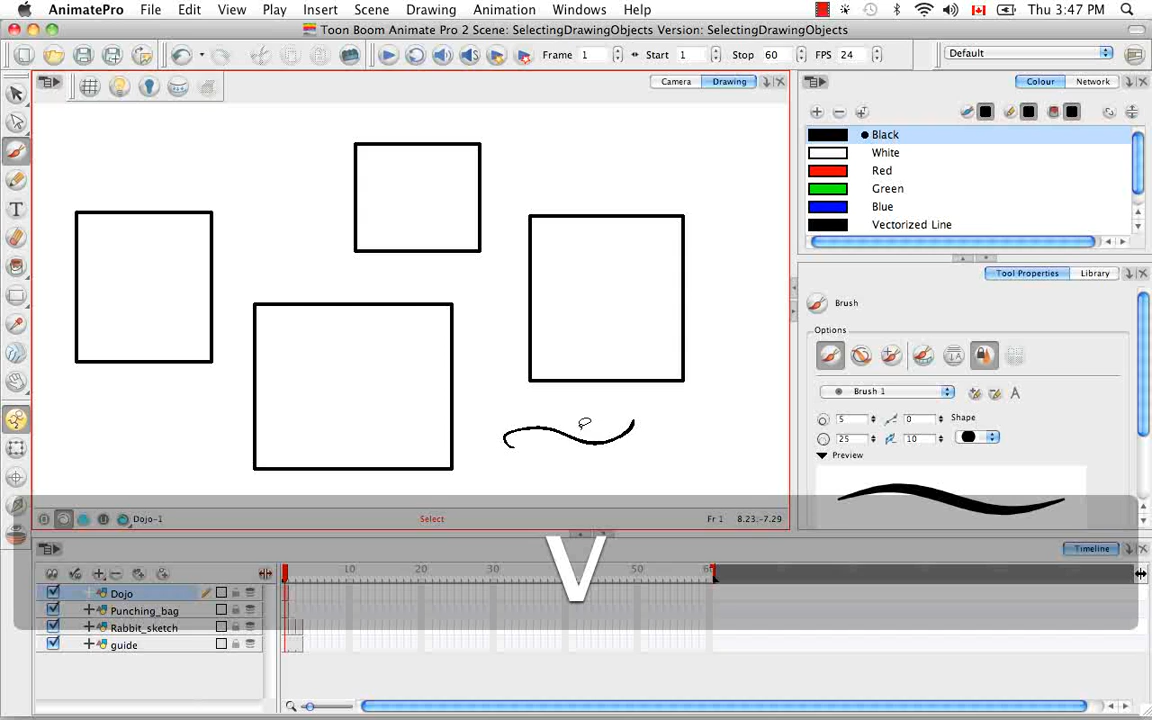 AnimatePro File Edit View Play Insert Scene Drawing Animation Windows Help Thu 3:47 PM
Toon Boom Animate Pro 2 Scene: SelectingDrawingObjects Version: SelectingDrawingObjects
Frame 1 Start 1 Stop 60 FPS 24 Default
Camera Drawing
Colour Network
Black
White
Red
Green
Blue
Vectorized Line
Tool Properties Library
Brush
Options
Brush 1
5 0 Shape
25 10
Preview
T
Dojo-1 Select Fr 1 8.23:-7.29
V
Timeline
10 20 30 40 50
Dojo
Punching_bag
Rabbit_sketch
guide